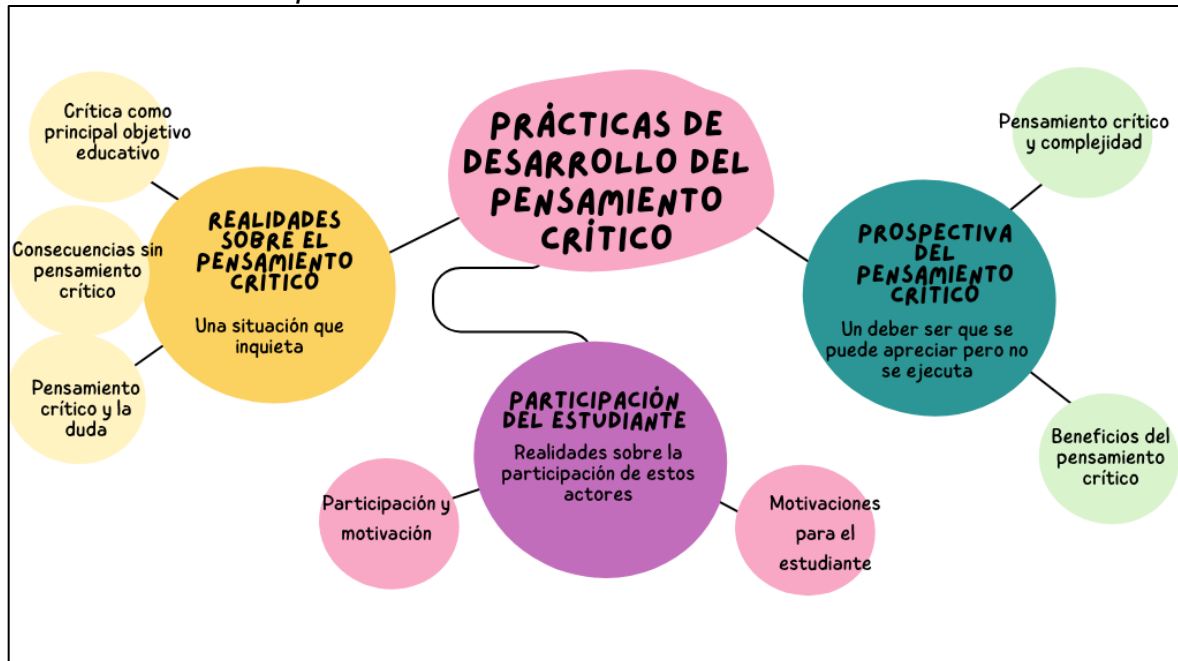 PRÁCTICAS DE
DESARROLLO DEL
PENSAMIENTO
CRÍTICO
REALIDADES
SOBRE EL
PENSAMIENTO
CRÍTICO
Una situación que
inquieta
Crítica como
principal objetivo
educativo
Consecuencias sin
pensamiento
crítico
Pensamiento
crítico y la
duda
PARTICIPACIÓN
DEL ESTUDIANTE
Realidades sobre la
participación de estos
actores
Participación y
motivación
Motivaciones
para el
estudiante
PROSPECTIVA
DEL
PENSAMIENTO
CRÍTICO
Un deber ser que se
puede apreciar pero no
se ejecuta
Pensamiento crítico
y complejidad
Beneficios del
pensamiento
crítico